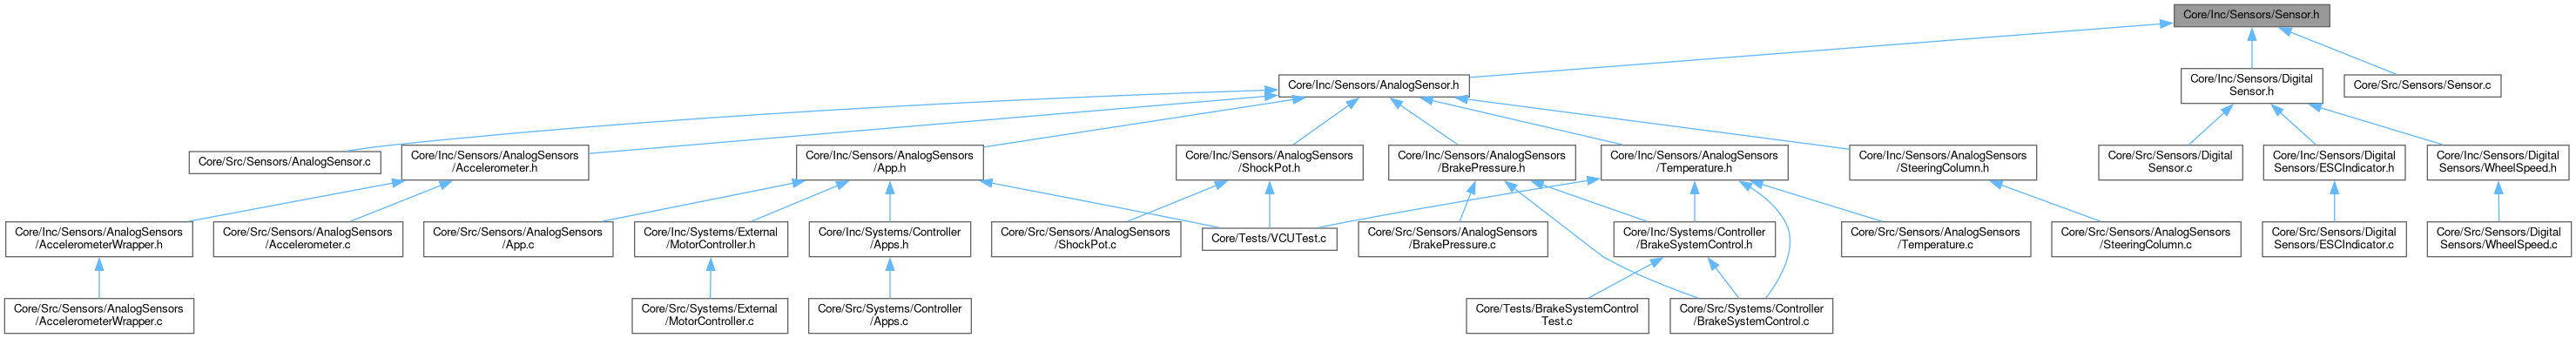 Core/Inc/Sensors/Sensor.h
Core/Inc/Sensors/AnalogSensor.h
Core/Inc/Sensors/Digital
Sensor.h
Core/Src/Sensors/Sensor.c
Core/Src/Sensors/AnalogSensor.c
Core/Inc/Sensors/AnalogSensors
/Accelerometer.h
Core/Inc/Sensors/AnalogSensors
/App.h
Core/Inc/Sensors/AnalogSensors
/ShockPot.h
Core/Inc/Sensors/AnalogSensors
/BrakePressure.h
Core/Inc/Sensors/AnalogSensors
/Temperature.h
Core/Inc/Sensors/AnalogSensors
/SteeringColumn.h
Core/Src/Sensors/Digital
Sensor.c
Core/Inc/Sensors/Digital
Sensors/ESCIndicator.h
Core/Inc/Sensors/Digital
Sensors/WheelSpeed.h
Core/Inc/Sensors/AnalogSensors
/AccelerometerWrapper.h
Core/Src/Sensors/AnalogSensors
/Accelerometer.c
Core/Src/Sensors/AnalogSensors
/App.c
Core/Inc/Systems/External
/MotorController.h
Core/Inc/Systems/Controller
/Apps.h
Core/Src/Sensors/AnalogSensors
/ShockPot.c
Core/Tests/VCUTest.c
Core/Src/Sensors/AnalogSensors
/BrakePressure.c
Core/Inc/Systems/Controller
/BrakeSystemControl.h
Core/Src/Sensors/AnalogSensors
/Temperature.c
Core/Src/Sensors/AnalogSensors
/SteeringColumn.c
Core/Src/Sensors/Digital
Sensors/ESCIndicator.c
Core/Src/Sensors/Digital
Sensors/WheelSpeed.c
Core/Src/Sensors/AnalogSensors
/AccelerometerWrapper.c
Core/Src/Systems/External
/MotorController.c
Core/Src/Systems/Controller
/Apps.c
Core/Tests/BrakeSystemControl
Test.c
Core/Src/Systems/Controller
/BrakeSystemControl.c